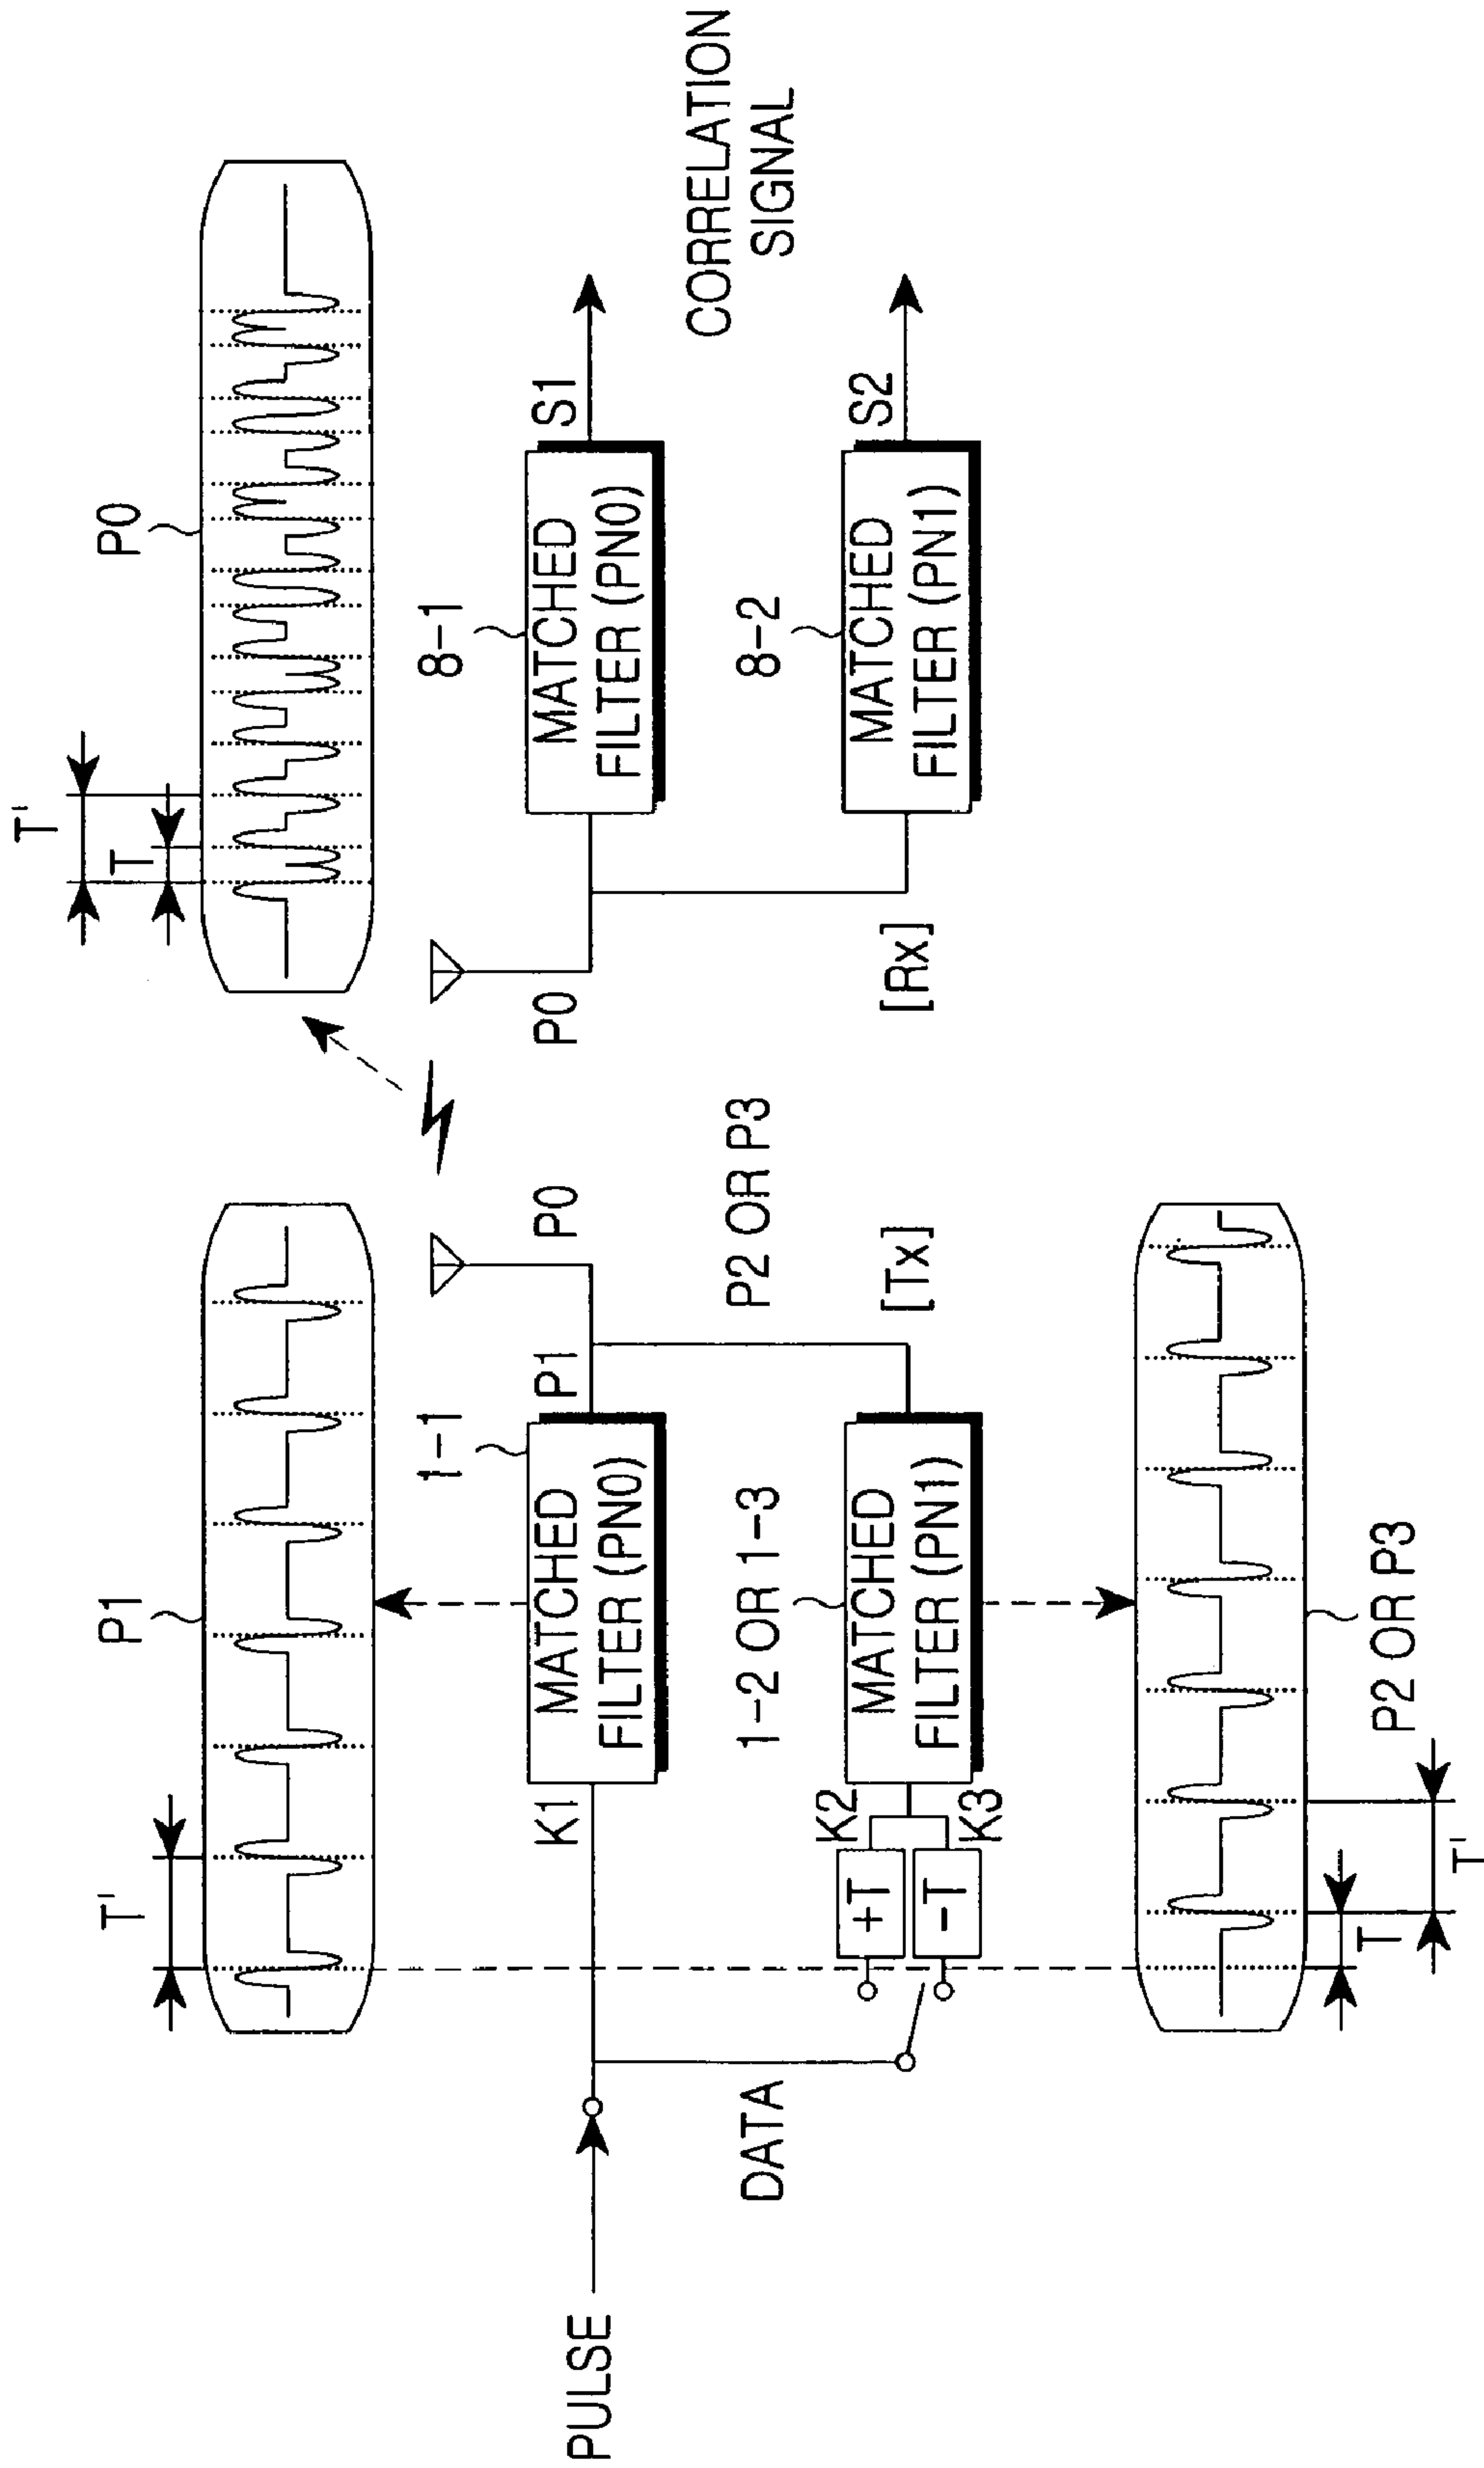 T'
P1
T'
T
P0
1-1
8-1
PULSE
K1
MATCHED
FILTER (PN0)
P1
P0
P0
MATCHED
FILTER (PN0)
S1
CORRELATION
SIGNAL
DATA
+T
-T
K2
K3
1-2 OR 1-3
MATCHED
FILTER (PN1)
P2 OR P3
[Tx]
[Rx]
8-2
MATCHED
FILTER (PN1)
S2
T
T'
P2 OR P3